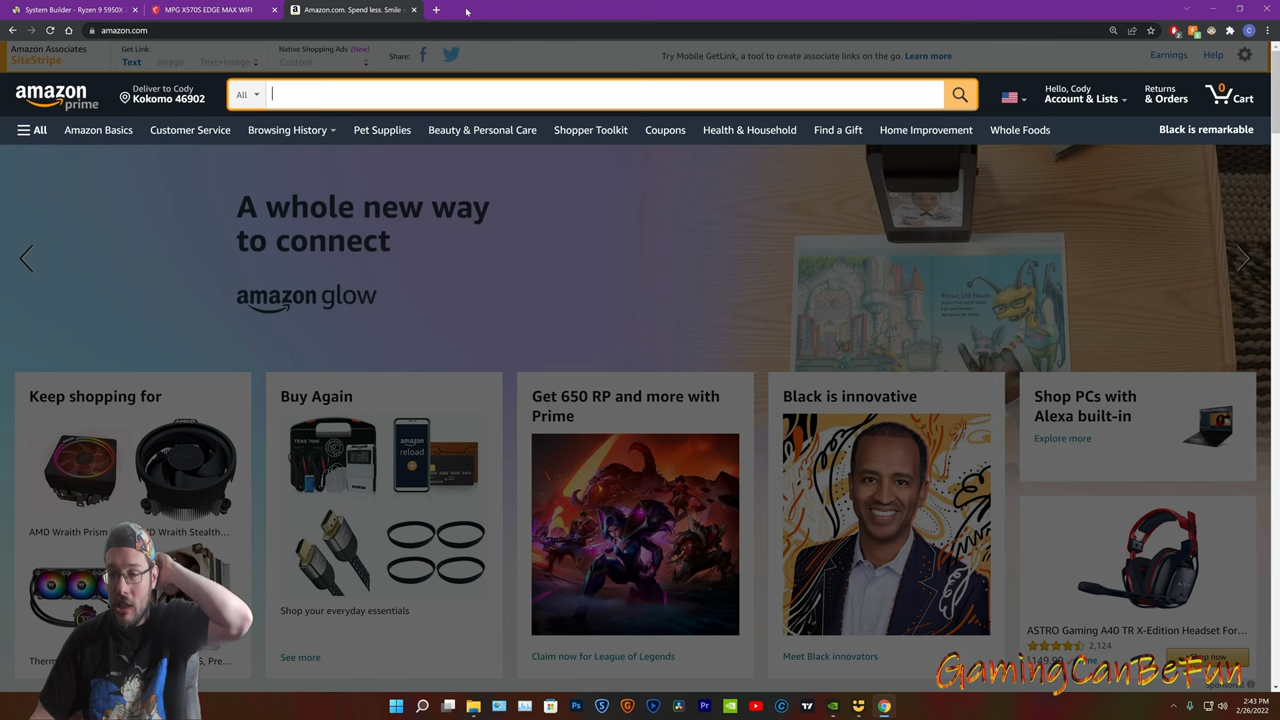 System Builder - Ryzen 9 5950X
MPG X570S EDGE MAX WIFI
Amazon.com. Spend less. Smile
amazon.com
Amazon Associates
SiteStripe
Get Link:
Text
Image
Text+Image
Native Shopping Ads (New)
Custom
Share:
Try Mobile GetLink, a tool to create associate links on the go. Learn more
Earnings
Help
amazon
prime
Deliver to Cody
Kokomo 46902
All
Hello, Cody
Account & Lists
Returns
& Orders
0
Cart
All
Amazon Basics
Customer Service
Browsing History
Pet Supplies
Beauty & Personal Care
Shopper Toolkit
Coupons
Health & Household
Find a Gift
Home Improvement
Whole Foods
Black is remarkable
A whole new way
to connect
amazon glow
Keep shopping for
AMD Wraith Prism
AMD Wraith Stealth...
Buy Again
amazon
reload
Shop your everyday essentials
See more
Get 650 RP and more with
Prime
Claim now for League of Legends
Black is innovative
Meet Black innovators
Shop PCs with
Alexa built-in
Explore more
ASTRO Gaming A40 TR X-Edition Headset For...
2,124
Shop now
Sponsored
GamingCanBeFun
2:43 PM
2/26/2022